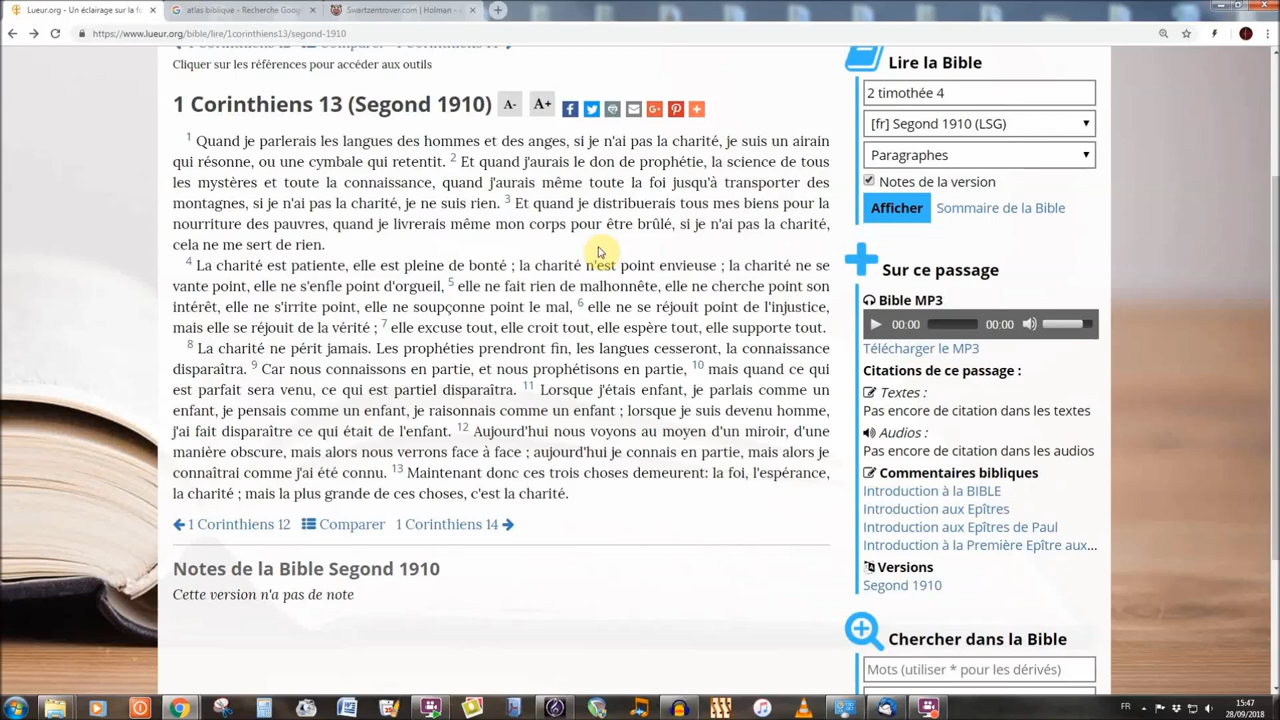 Lueur.org - Un éclairage sur la fo
atlas biblique - Recherche Goog
Swartzentrover.com | Holman -
https://www.lueur.org/bible/lire/1corinthiens13/segond-1910
Cliquer sur les références pour accéder aux outils
1 Corinthiens 13 (Segond 1910) A- A+
1 Quand je parlerais les langues des hommes et des anges, si je n'ai pas la charité, je suis un airain
qui résonne, ou une cymbale qui retentit. 2 Et quand j'aurais le don de prophétie, la science de tous
les mystères et toute la connaissance, quand j'aurais même toute la foi jusqu'à transporter des
montagnes, si je n'ai pas la charité, je ne suis rien. 3 Et quand je distribuerais tous mes biens pour la
nourriture des pauvres, quand je livrerais même mon corps pour être brûlé, si je n'ai pas la charité,
cela ne me sert de rien.
4 La charité est patiente, elle est pleine de bonté ; la charité n'est point envieuse ; la charité ne se
vante point, elle ne s'enfle point d'orgueil, 5 elle ne fait rien de malhonnête, elle ne cherche point son
intérêt, elle ne s'irrite point, elle ne soupçonne point le mal, 6 elle ne se réjouit point de l'injustice,
mais elle se réjouit de la vérité ; 7 elle excuse tout, elle croit tout, elle espère tout, elle supporte tout.
8 La charité ne périt jamais. Les prophéties prendront fin, les langues cesseront, la connaissance
disparaîtra. 9 Car nous connaissons en partie, et nous prophétisons en partie, 10 mais quand ce qui
est parfait sera venu, ce qui est partiel disparaîtra. 11 Lorsque j'étais enfant, je parlais comme un
enfant, je pensais comme un enfant, je raisonnais comme un enfant ; lorsque je suis devenu homme,
j'ai fait disparaître ce qui était de l'enfant. 12 Aujourd'hui nous voyons au moyen d'un miroir, d'une
manière obscure, mais alors nous verrons face à face ; aujourd'hui je connais en partie, mais alors je
connaîtrai comme j'ai été connu. 13 Maintenant donc ces trois choses demeurent: la foi, l'espérance,
la charité ; mais la plus grande de ces choses, c'est la charité.
1 Corinthiens 12 Comparer 1 Corinthiens 14
Notes de la Bible Segond 1910
Cette version n'a pas de note
Lire la Bible
2 timothée 4
[fr] Segond 1910 (LSG)
Paragraphes
Notes de la version
Afficher Sommaire de la Bible
Sur ce passage
Bible MP3
00:00 00:00
Télécharger le MP3
Citations de ce passage :
Textes :
Pas encore de citation dans les textes
Audios :
Pas encore de citation dans les audios
Commentaires bibliques
Introduction à la BIBLE
Introduction aux Epîtres
Introduction aux Epîtres de Paul
Introduction à la Première Epître aux...
Versions
Segond 1910
Chercher dans la Bible
Mots (utiliser * pour les dérivés)
FR
15:47
28/09/2018